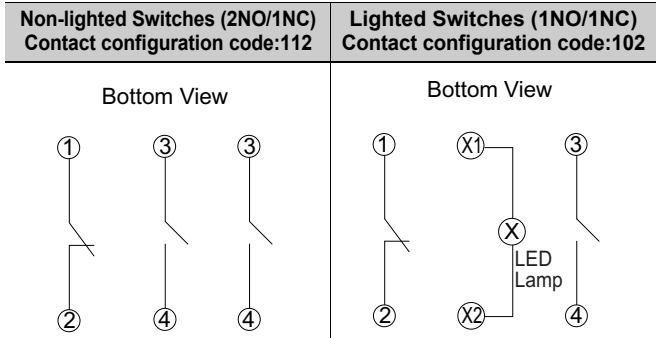 Non-lighted Switches (2NO/1NC)
Contact configuration code:112
Lighted Switches (1NO/1NC)
Contact configuration code:102
Bottom View
Bottom View
1 3 3
2 4 4
1 X1 3
X
LED
Lamp
2 X2 4